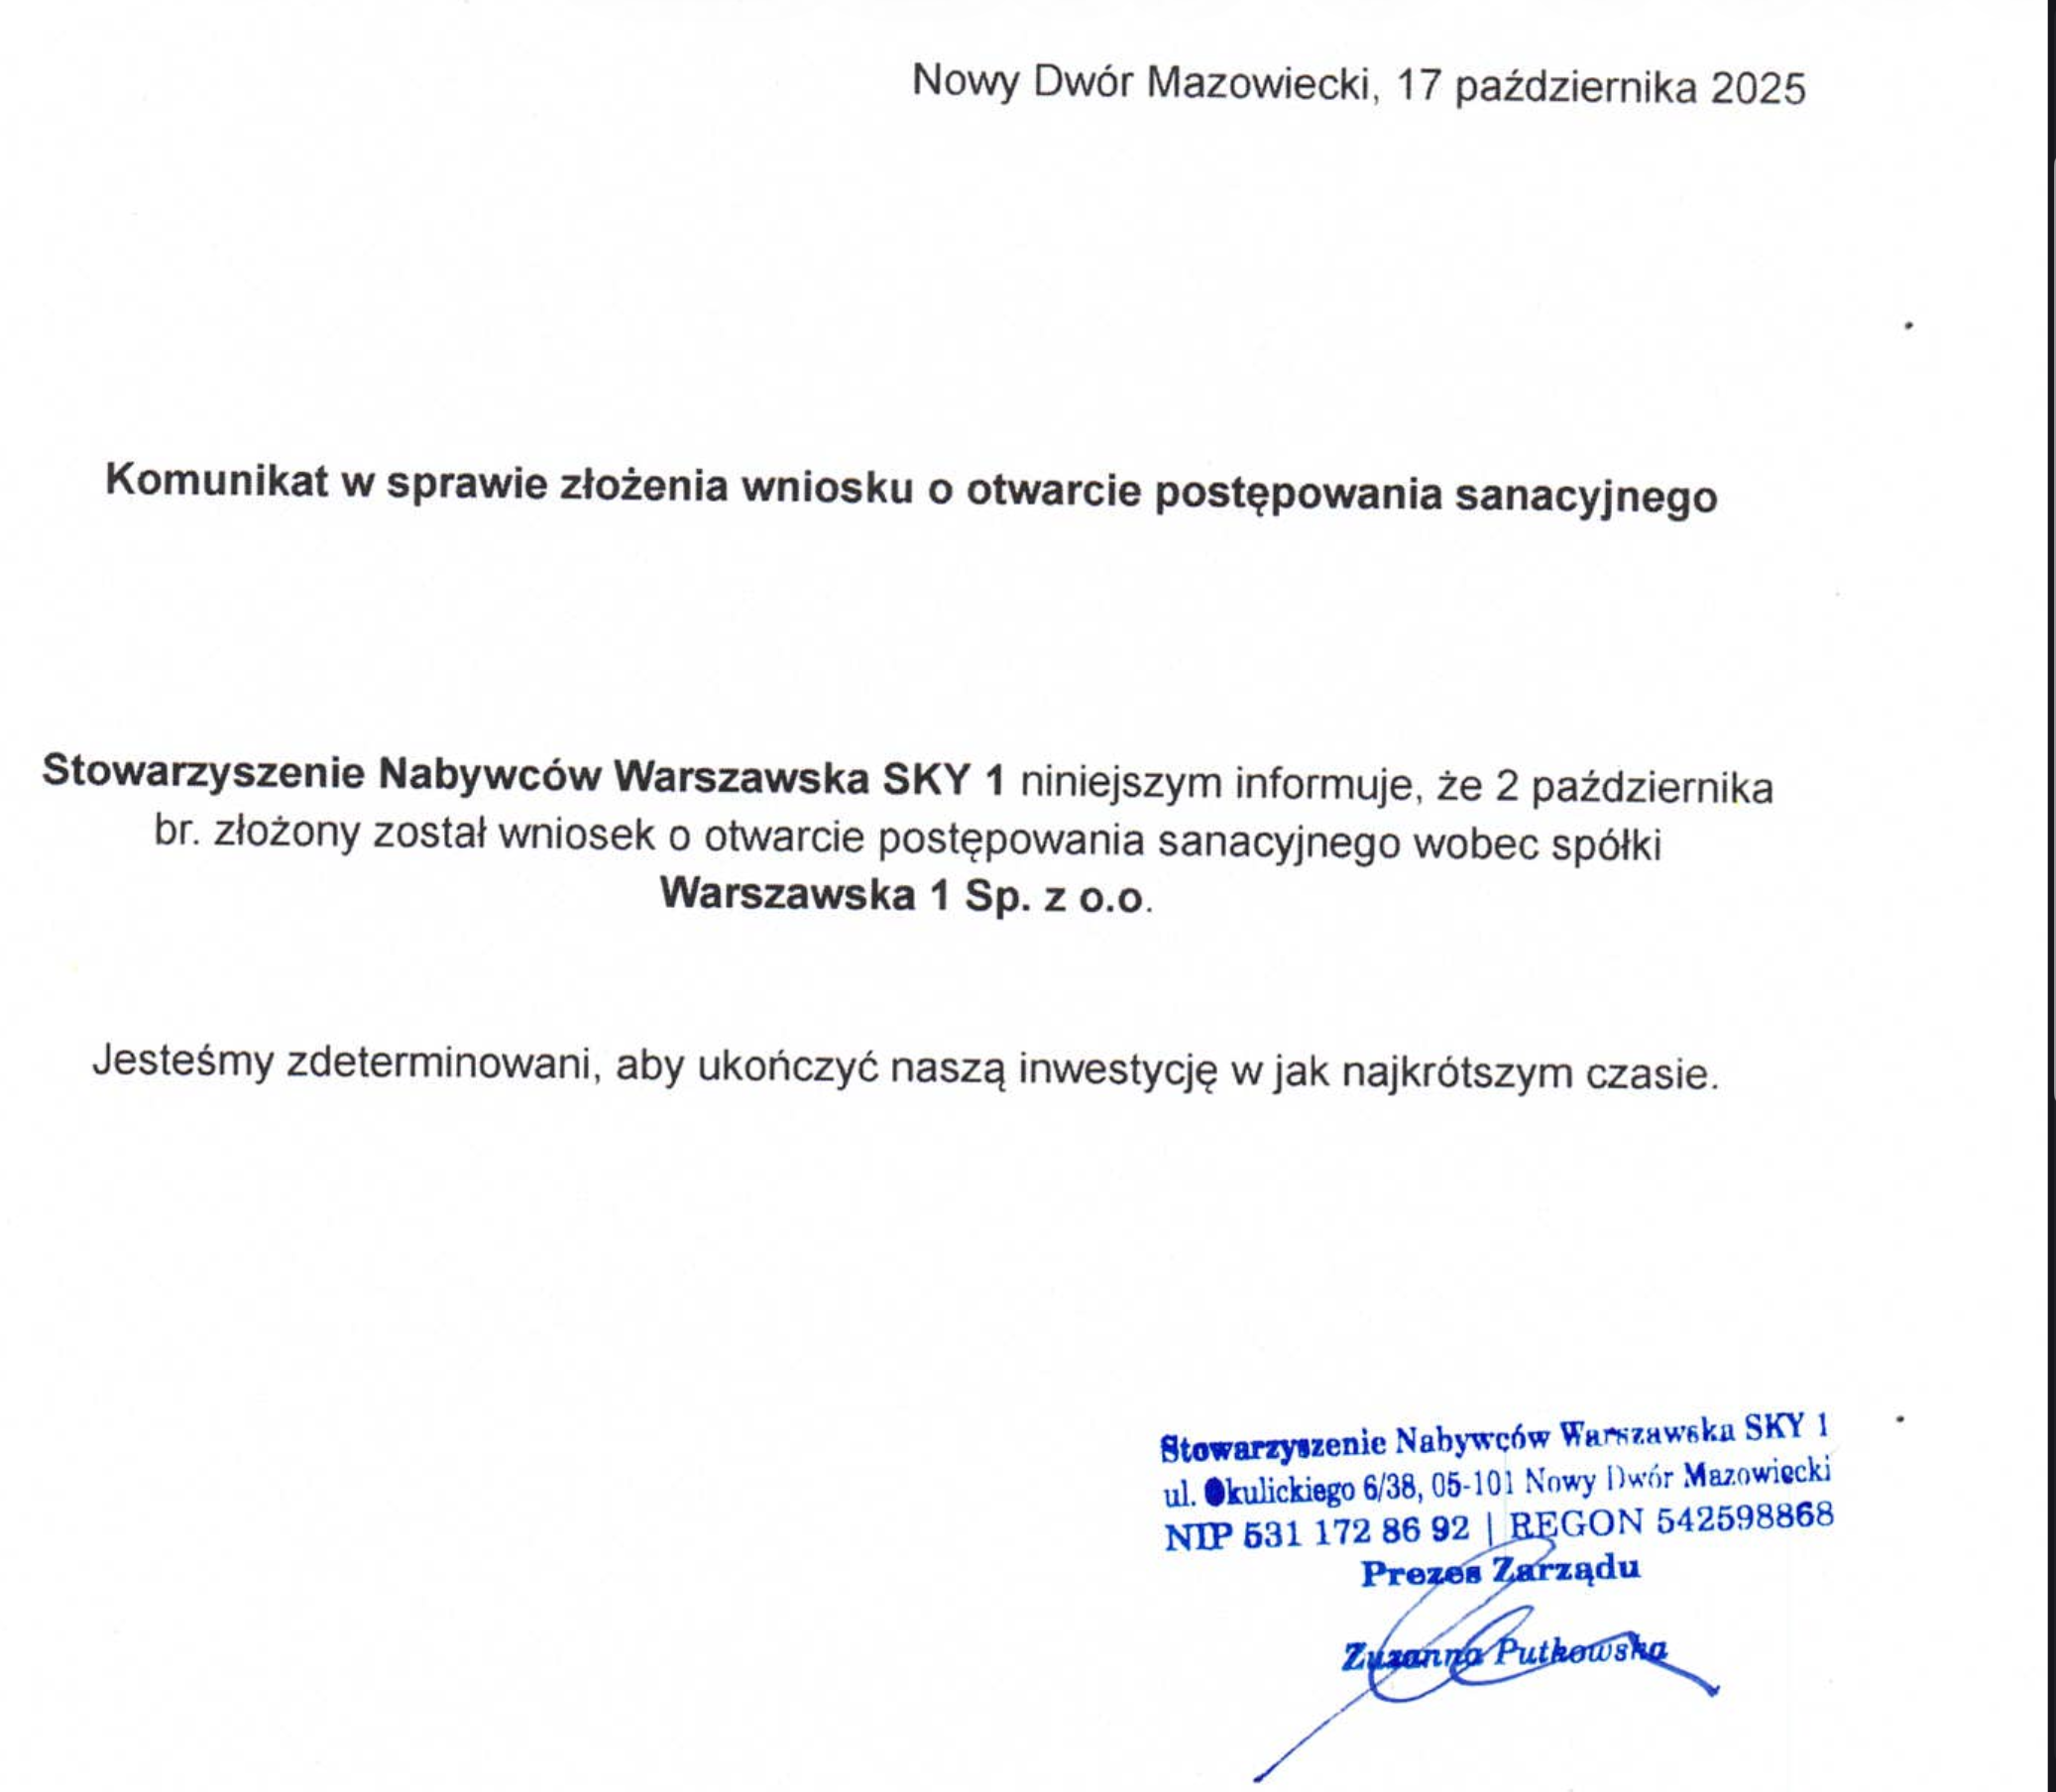 Nowy Dwór Mazowiecki, 17 października 2025
Komunikat w sprawie złożenia wniosku o otwarcie postępowania sanacyjnego
Stowarzyszenie Nabywców Warszawska SKY 1 niniejszym informuje, że 2 października
br. złożony został wniosek o otwarcie postępowania sanacyjnego wobec spółki
Warszawska 1 Sp. z o.o.
Jesteśmy zdeterminowani, aby ukończyć naszą inwestycję w jak najkrótszym czasie.
Stowarzyszenie Nabywców Warszawska SKY 1
ul. Okulickiego 6/38, 05-101 Nowy Dwór Mazowiecki
NIP 531 172 86 92 | REGON 542598868
Prezes Zarządu
Zuzanna Putkowska